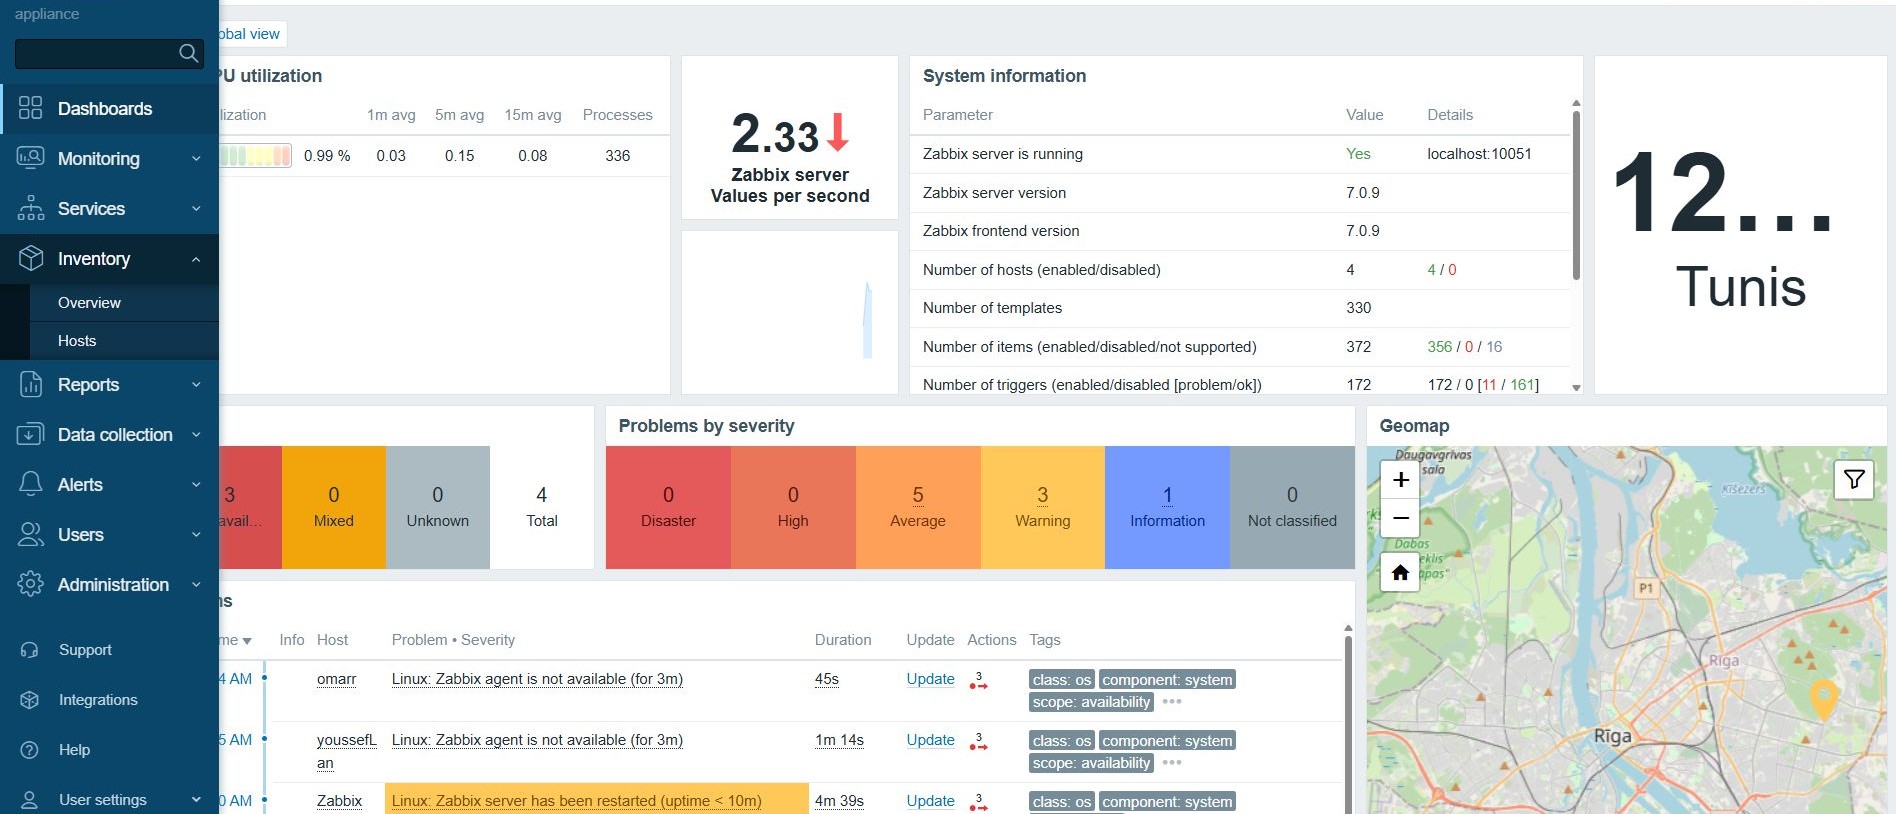 appliance
Dashboards
Monitoring
Services
Inventory
Overview
Hosts
Reports
Data collection
Alerts
Users
Administration
Support
Integrations
Help
User settings
obal view
PU utilization
lization 1m avg 5m avg 15m avg Processes
0.99 % 0.03 0.15 0.08 336
2.33
Zabbix server
Values per second
System information
Parameter Value Details
Zabbix server is running Yes localhost:10051
Zabbix server version 7.0.9
Zabbix frontend version 7.0.9
Number of hosts (enabled/disabled) 4 4 / 0
Number of templates 330
Number of items (enabled/disabled/not supported) 372 356 / 0 / 16
Number of triggers (enabled/disabled [problem/ok]) 172 172 / 0 [11 / 161]
12...
Tunis
3 0 0 4
avail... Mixed Unknown Total
Problems by severity
0 0 5 3 1 0
Disaster High Average Warning Information Not classified
Geomap
Daugavgrīvas
sala
Ķīšezers
Dabas
eklis
apas"
P1
Rīga
Rīga
+
−
ns
me Info Host Problem • Severity Duration Update Actions Tags
4 AM omarr Linux: Zabbix agent is not available (for 3m) 45s Update 3 class: os component: system
scope: availability •••
5 AM youssefL Linux: Zabbix agent is not available (for 3m) 1m 14s Update 3 class: os component: system
an scope: availability •••
0 AM Zabbix Linux: Zabbix server has been restarted (uptime < 10m) 4m 39s Update 3 class: os component: system